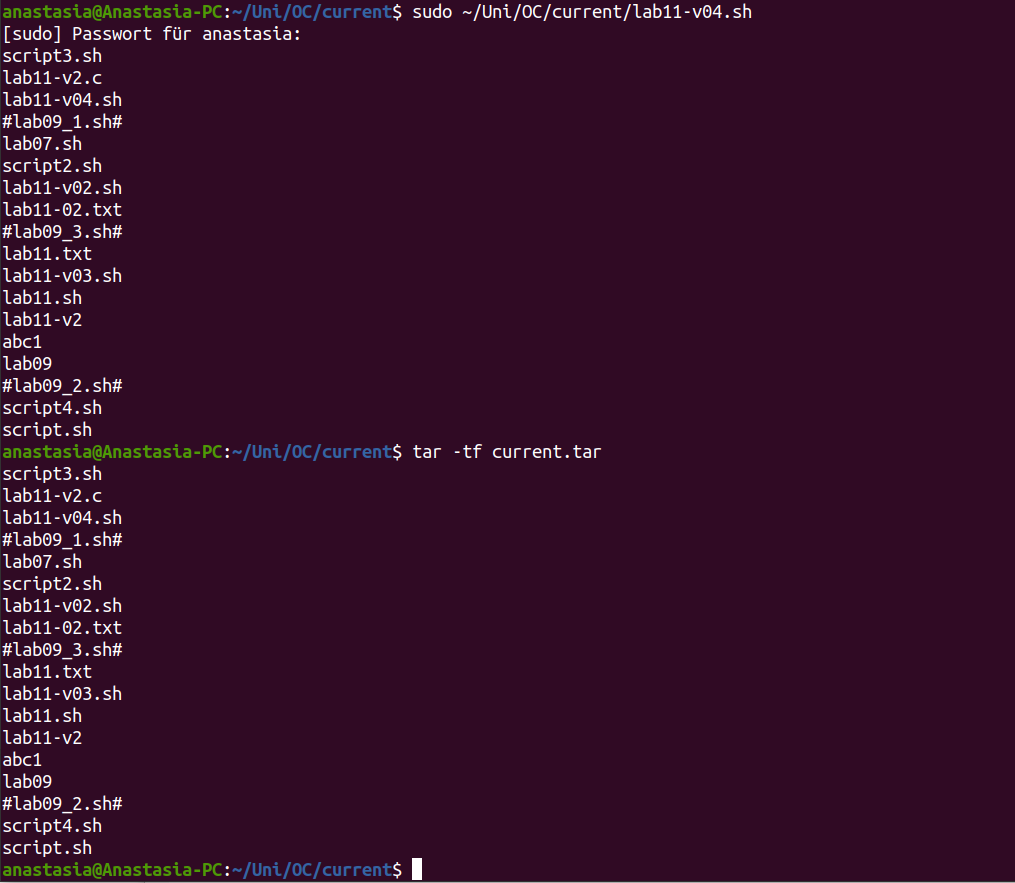 anastasia@Anastasia-PC:~/Uni/OC/current$ sudo ~/Uni/OC/current/lab11-v04.sh
[sudo] Passwort für anastasia:
script3.sh
lab11-v2.c
lab11-v04.sh
#lab09_1.sh#
lab07.sh
script2.sh
lab11-v02.sh
lab11-02.txt
#lab09_3.sh#
lab11.txt
lab11-v03.sh
lab11.sh
lab11-v2
abc1
lab09
#lab09_2.sh#
script4.sh
script.sh
anastasia@Anastasia-PC:~/Uni/OC/current$ tar -tf current.tar
script3.sh
lab11-v2.c
lab11-v04.sh
#lab09_1.sh#
lab07.sh
script2.sh
lab11-v02.sh
lab11-02.txt
#lab09_3.sh#
lab11.txt
lab11-v03.sh
lab11.sh
lab11-v2
abc1
lab09
#lab09_2.sh#
script4.sh
script.sh
anastasia@Anastasia-PC:~/Uni/OC/current$